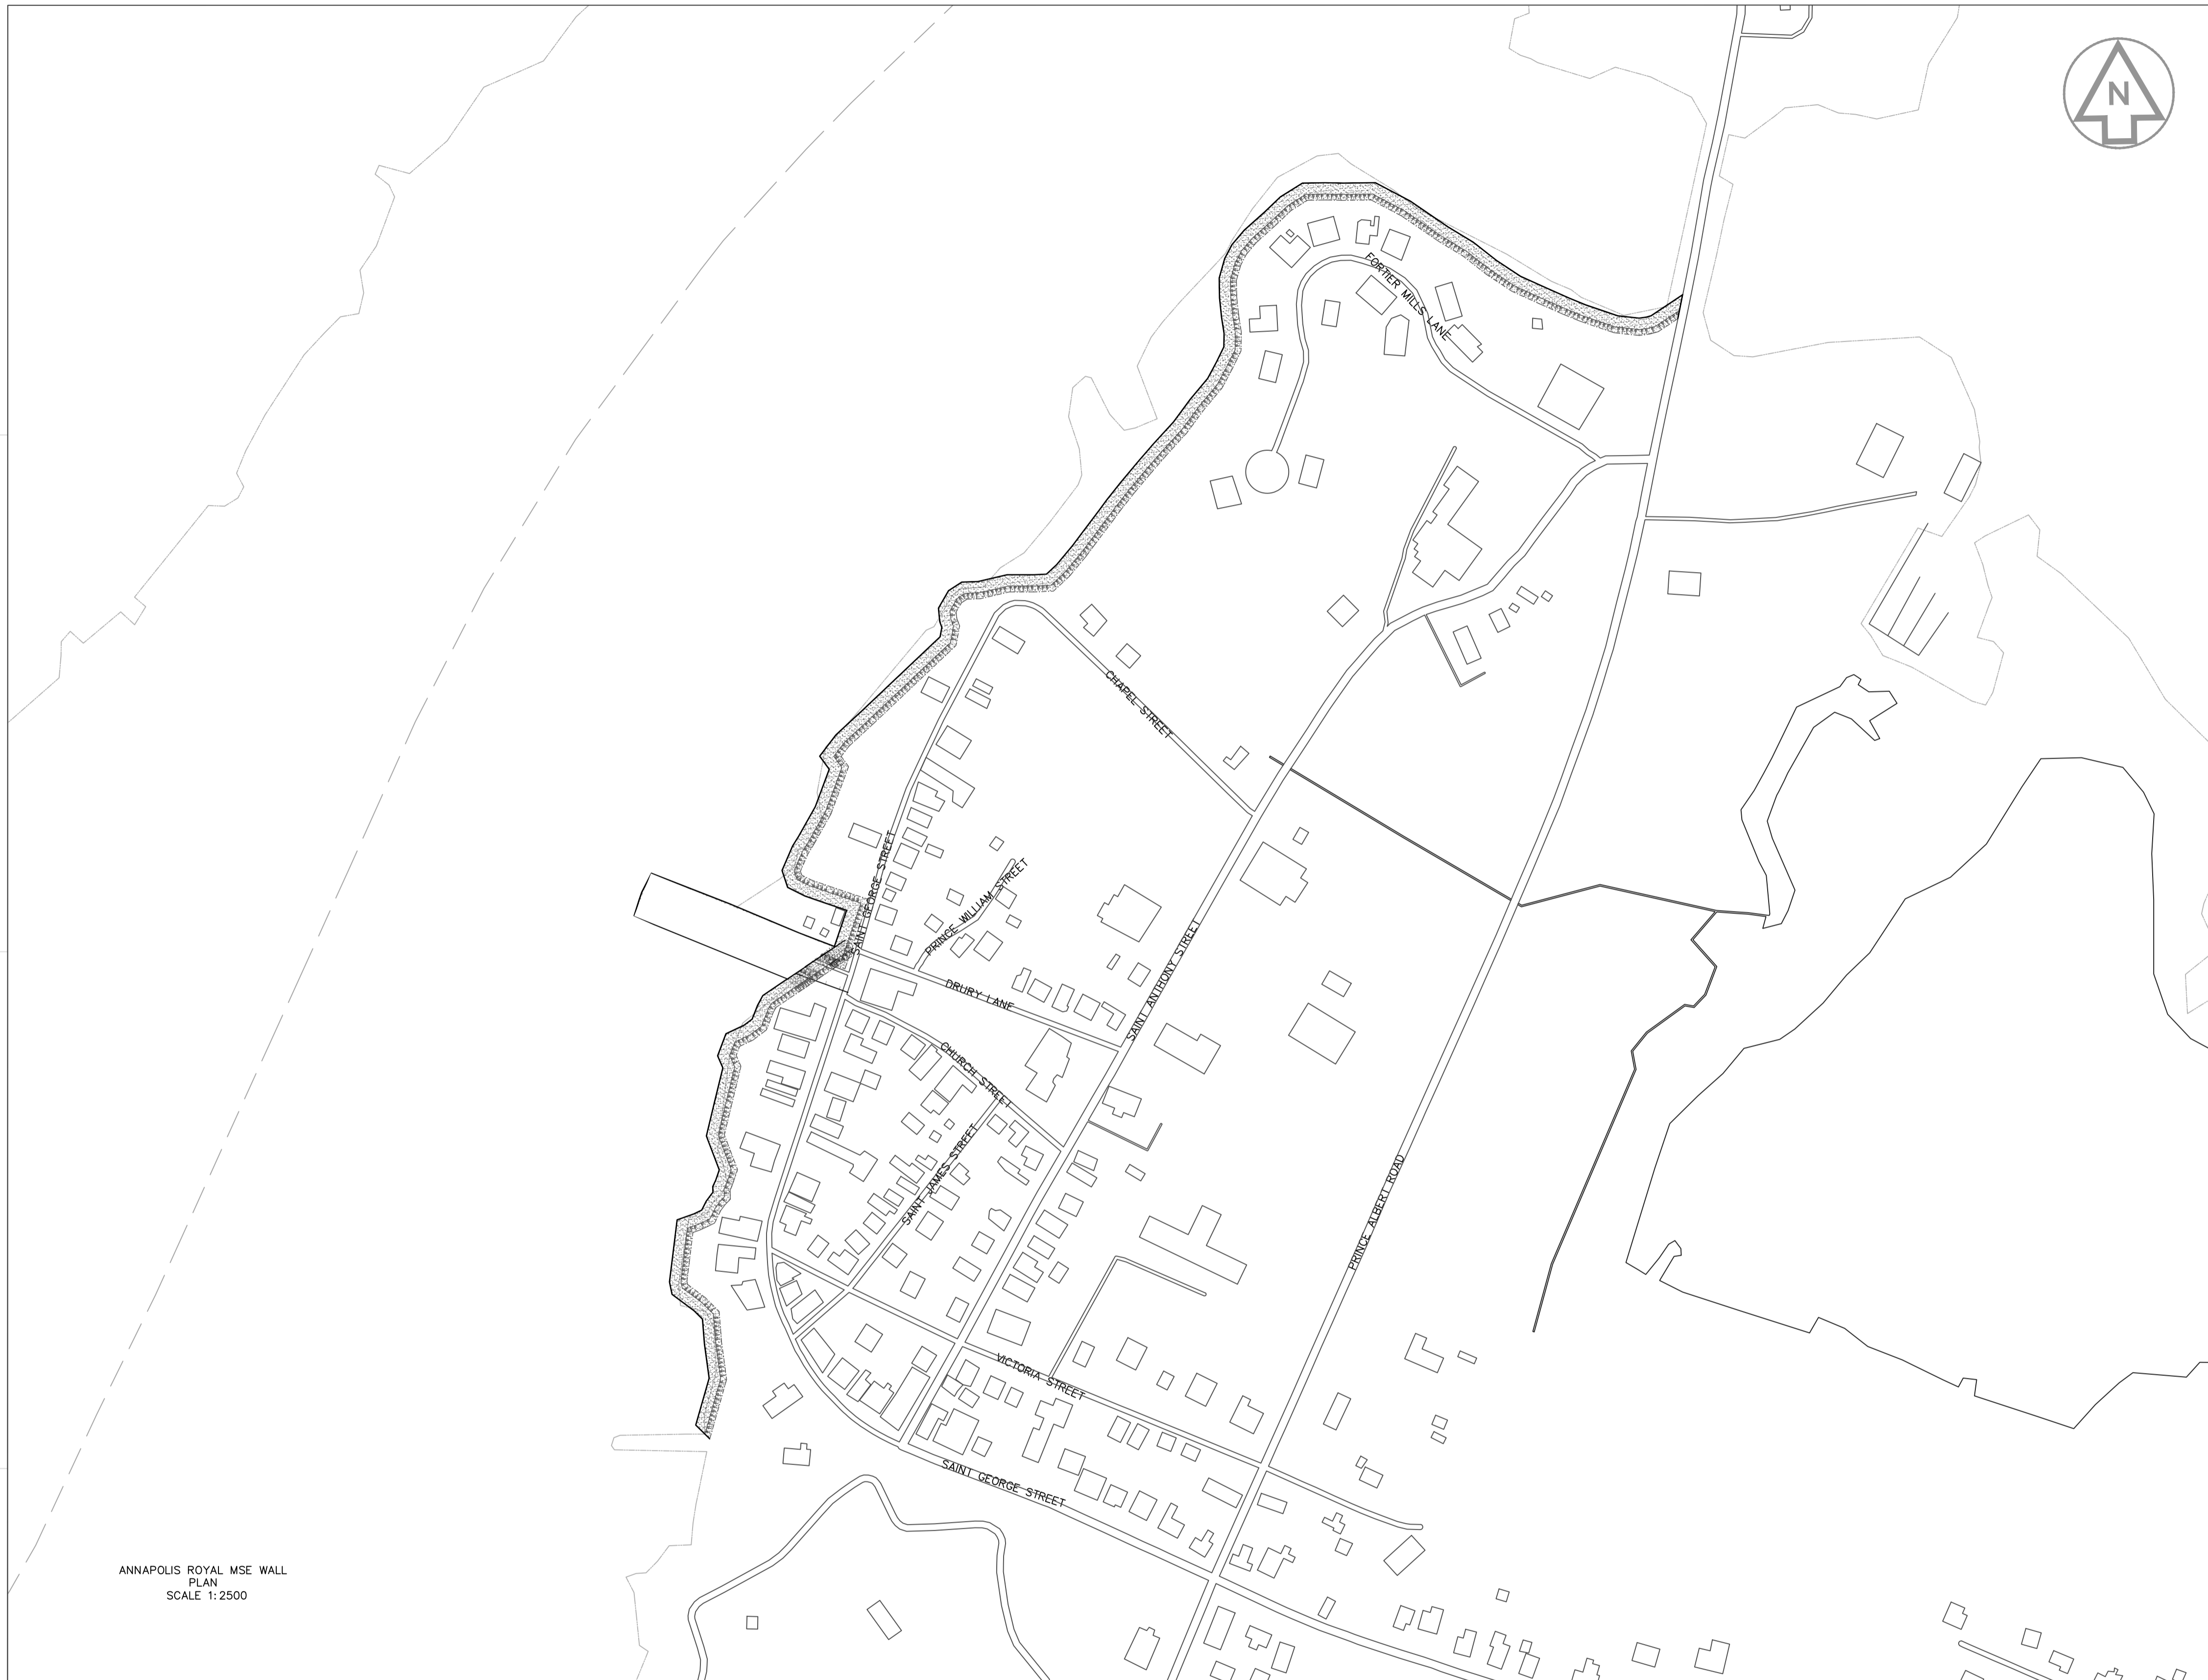 N
FORTIER MILLS LANE
CHAPEL STREET
SAINT GEORGE STREET
PRINCE WILLIAM STREET
DRURY LANE
SAINT ANTHONY STREET
CHURCH STREET
SAINT JAMES STREET
PRINCE ALBERT ROAD
VICTORIA STREET
SAINT GEORGE STREET
ANNAPOLIS ROYAL MSE WALL
PLAN
SCALE 1:2500